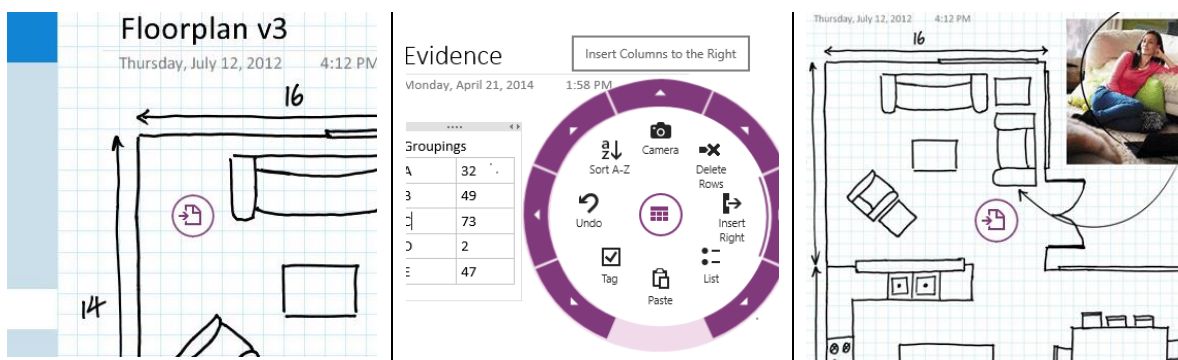 Floorplan v3
Thursday, July 12, 2012 4:12 PM
16
14
Evidence
Insert Columns to the Right
Monday, April 21, 2014 1:58 PM
Groupings
A 32
B 49
C 73
D 2
E 47
Camera
Sort A-Z
Delete
Rows
Undo
Insert
Right
Tag
List
Paste
Thursday, July 12, 2012 4:12 PM
16
14